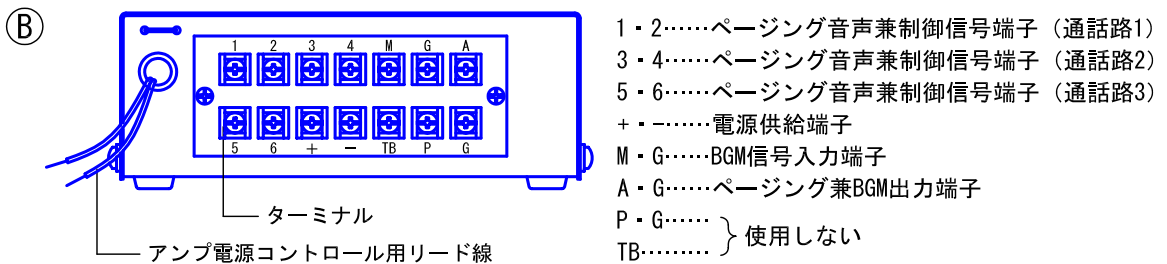 B
1 2 3 4 M G A
5 6 + − TB P G
ターミナル
アンプ電源コントロール用リード線
1・2……ページング音声兼制御信号端子（通話路1）
3・4……ページング音声兼制御信号端子（通話路2）
5・6……ページング音声兼制御信号端子（通話路3）
+・−……電源供給端子
M・G……BGM信号入力端子
A・G……ページング兼BGM出力端子
P・G……
TB………
使用しない